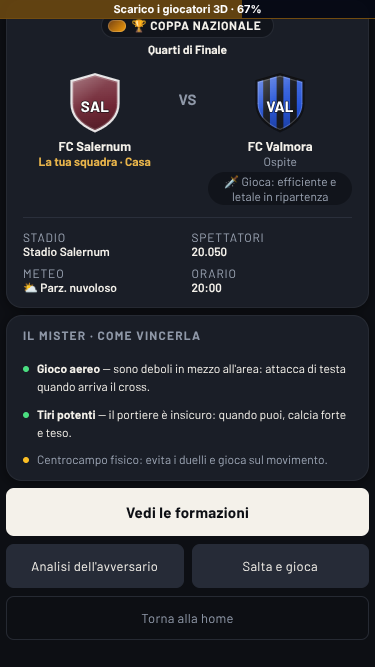 Scarico i giocatori 3D · 67%
🏆 COPPA NAZIONALE
Quarti di Finale
SAL
VS
VAL
FC Salernum
La tua squadra · Casa
FC Valmora
Ospite
🗡️ Gioca: efficiente e
letale in ripartenza
STADIO
Stadio Salernum
SPETTATORI
20.050
METEO
⛅ Parz. nuvoloso
ORARIO
20:00
IL MISTER · COME VINCERLA
Gioco aereo — sono deboli in mezzo all'area: attacca di testa
quando arriva il cross.
Tiri potenti — il portiere è insicuro: quando puoi, calcia forte
e teso.
Centrocampo fisico: evita i duelli e gioca sul movimento.
Vedi le formazioni
Analisi dell'avversario
Salta e gioca
Torna alla home